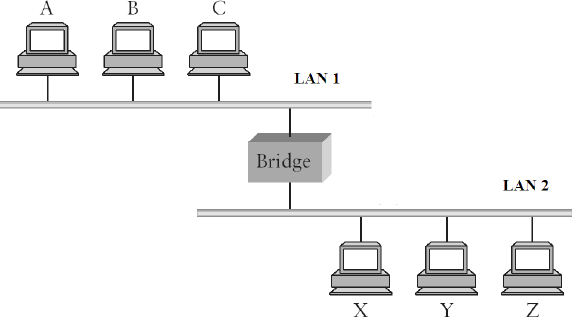 A B C
LAN 1
Bridge
LAN 2
X Y Z